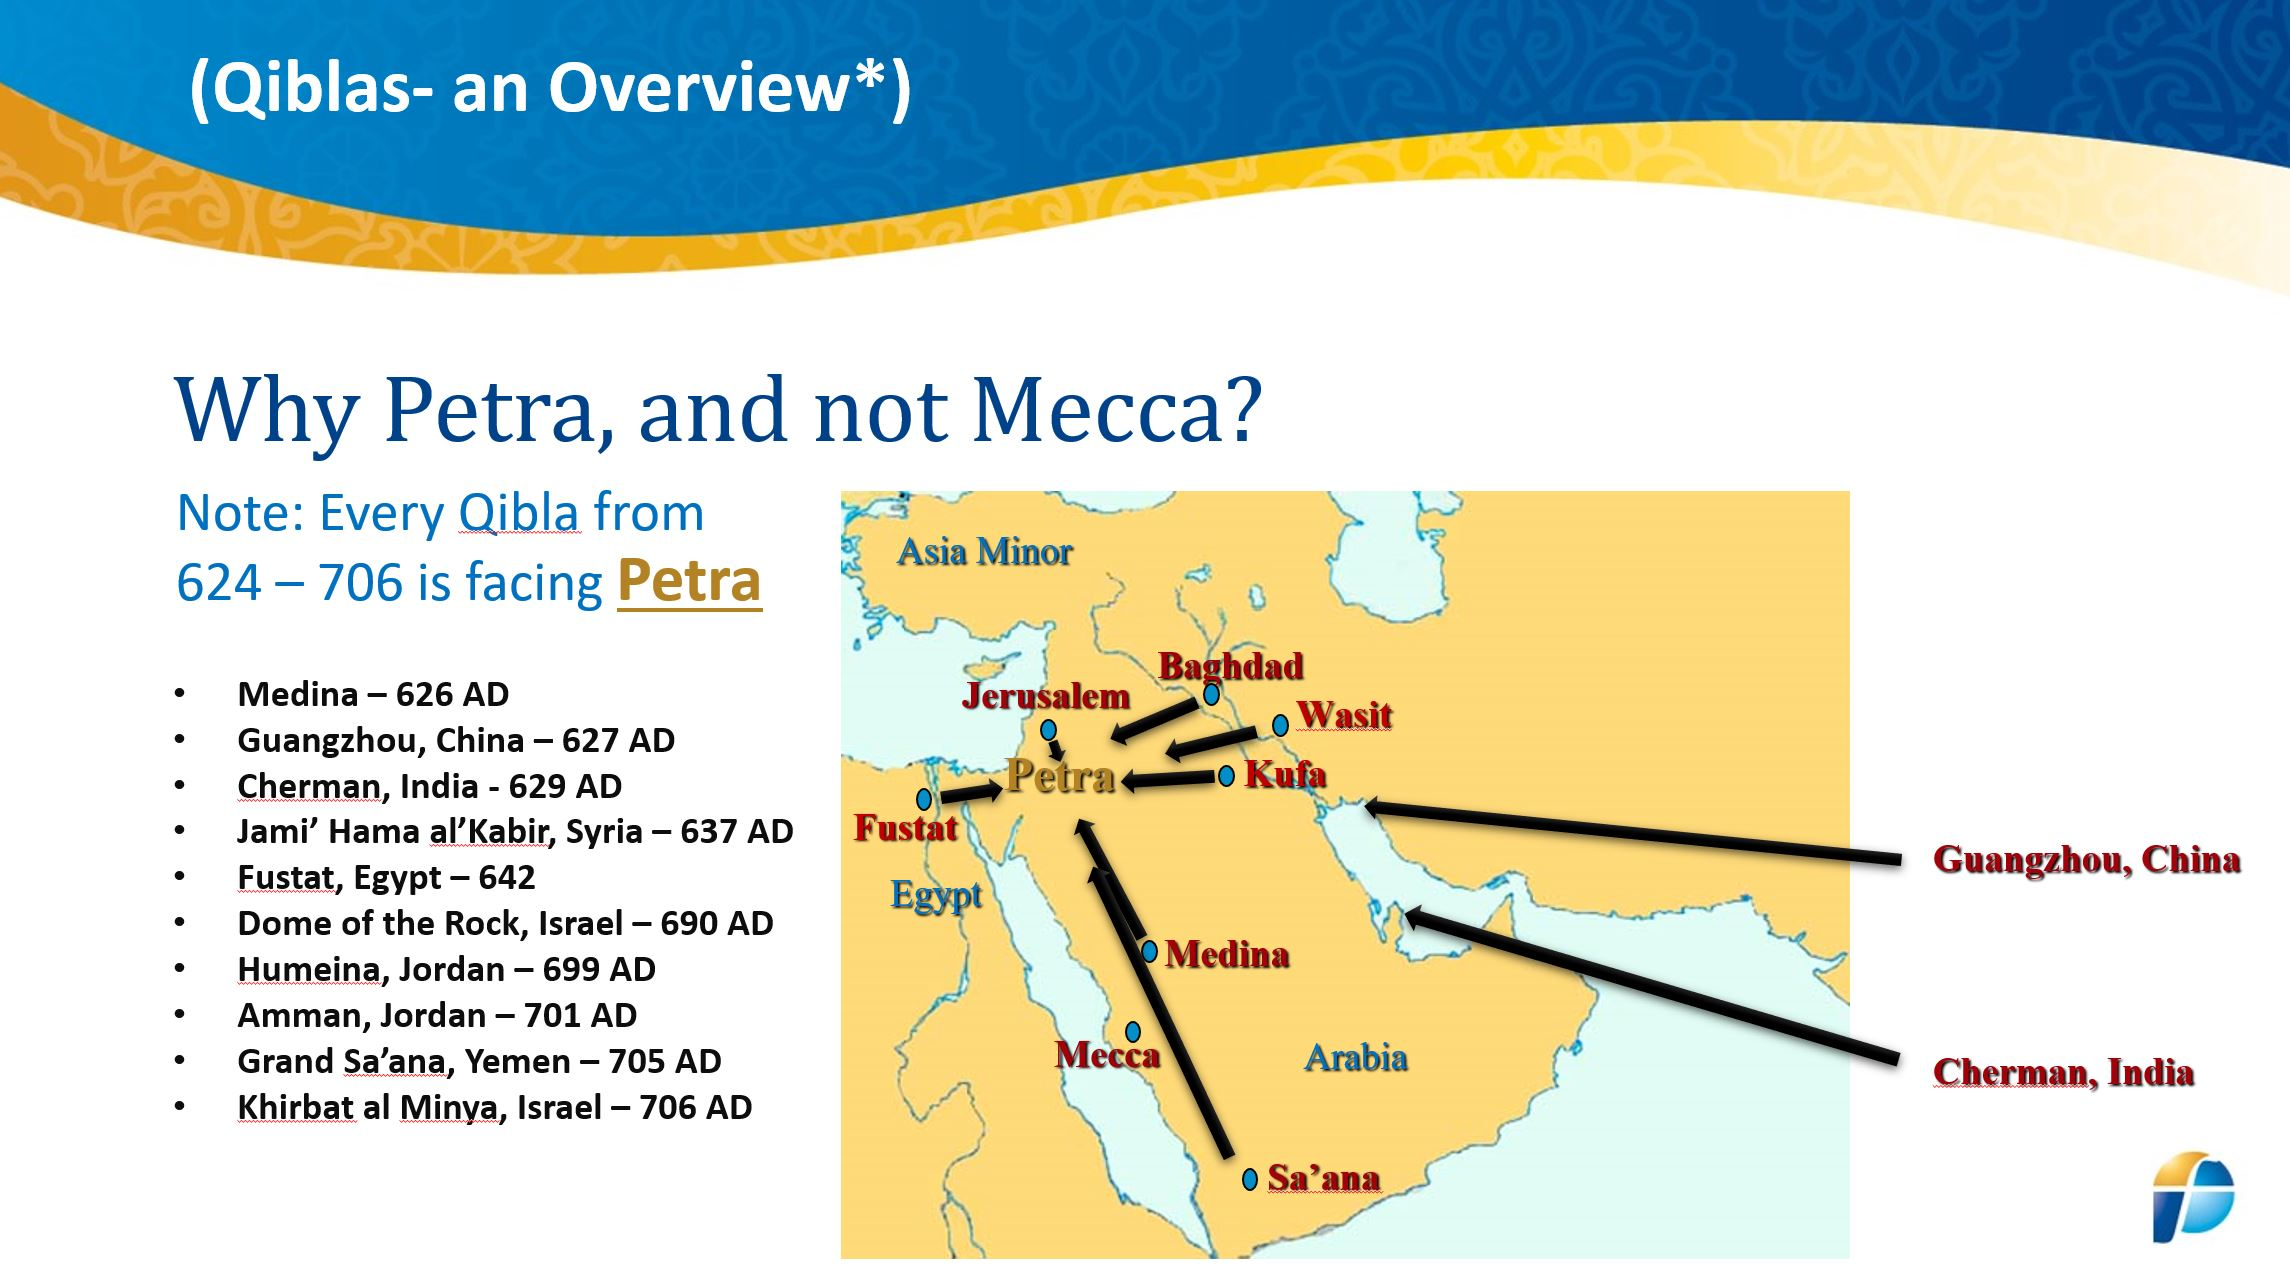 (Qiblas- an Overview*)
Why Petra, and not Mecca?
Note: Every Qibla from
624 – 706 is facing Petra
• Medina – 626 AD
• Guangzhou, China – 627 AD
• Cherman, India - 629 AD
• Jami’ Hama al’Kabir, Syria – 637 AD
• Fustat, Egypt – 642
• Dome of the Rock, Israel – 690 AD
• Humeina, Jordan – 699 AD
• Amman, Jordan – 701 AD
• Grand Sa’ana, Yemen – 705 AD
• Khirbat al Minya, Israel – 706 AD
Asia Minor
Baghdad
Jerusalem
Wasit
Petra
Kufa
Fustat
Guangzhou, China
Egypt
Medina
Mecca
Arabia
Cherman, India
Sa’ana